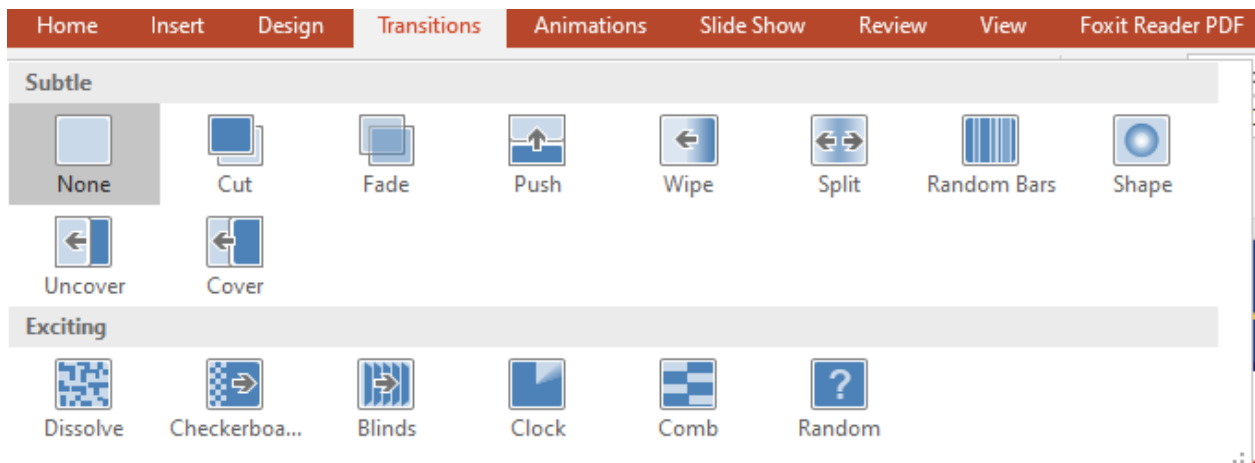 Home Insert Design Transitions Animations Slide Show Review View Foxit Reader PDF
Subtle
None Cut Fade Push Wipe Split Random Bars Shape
Uncover Cover
Exciting
?
Dissolve Checkerboa... Blinds Clock Comb Random